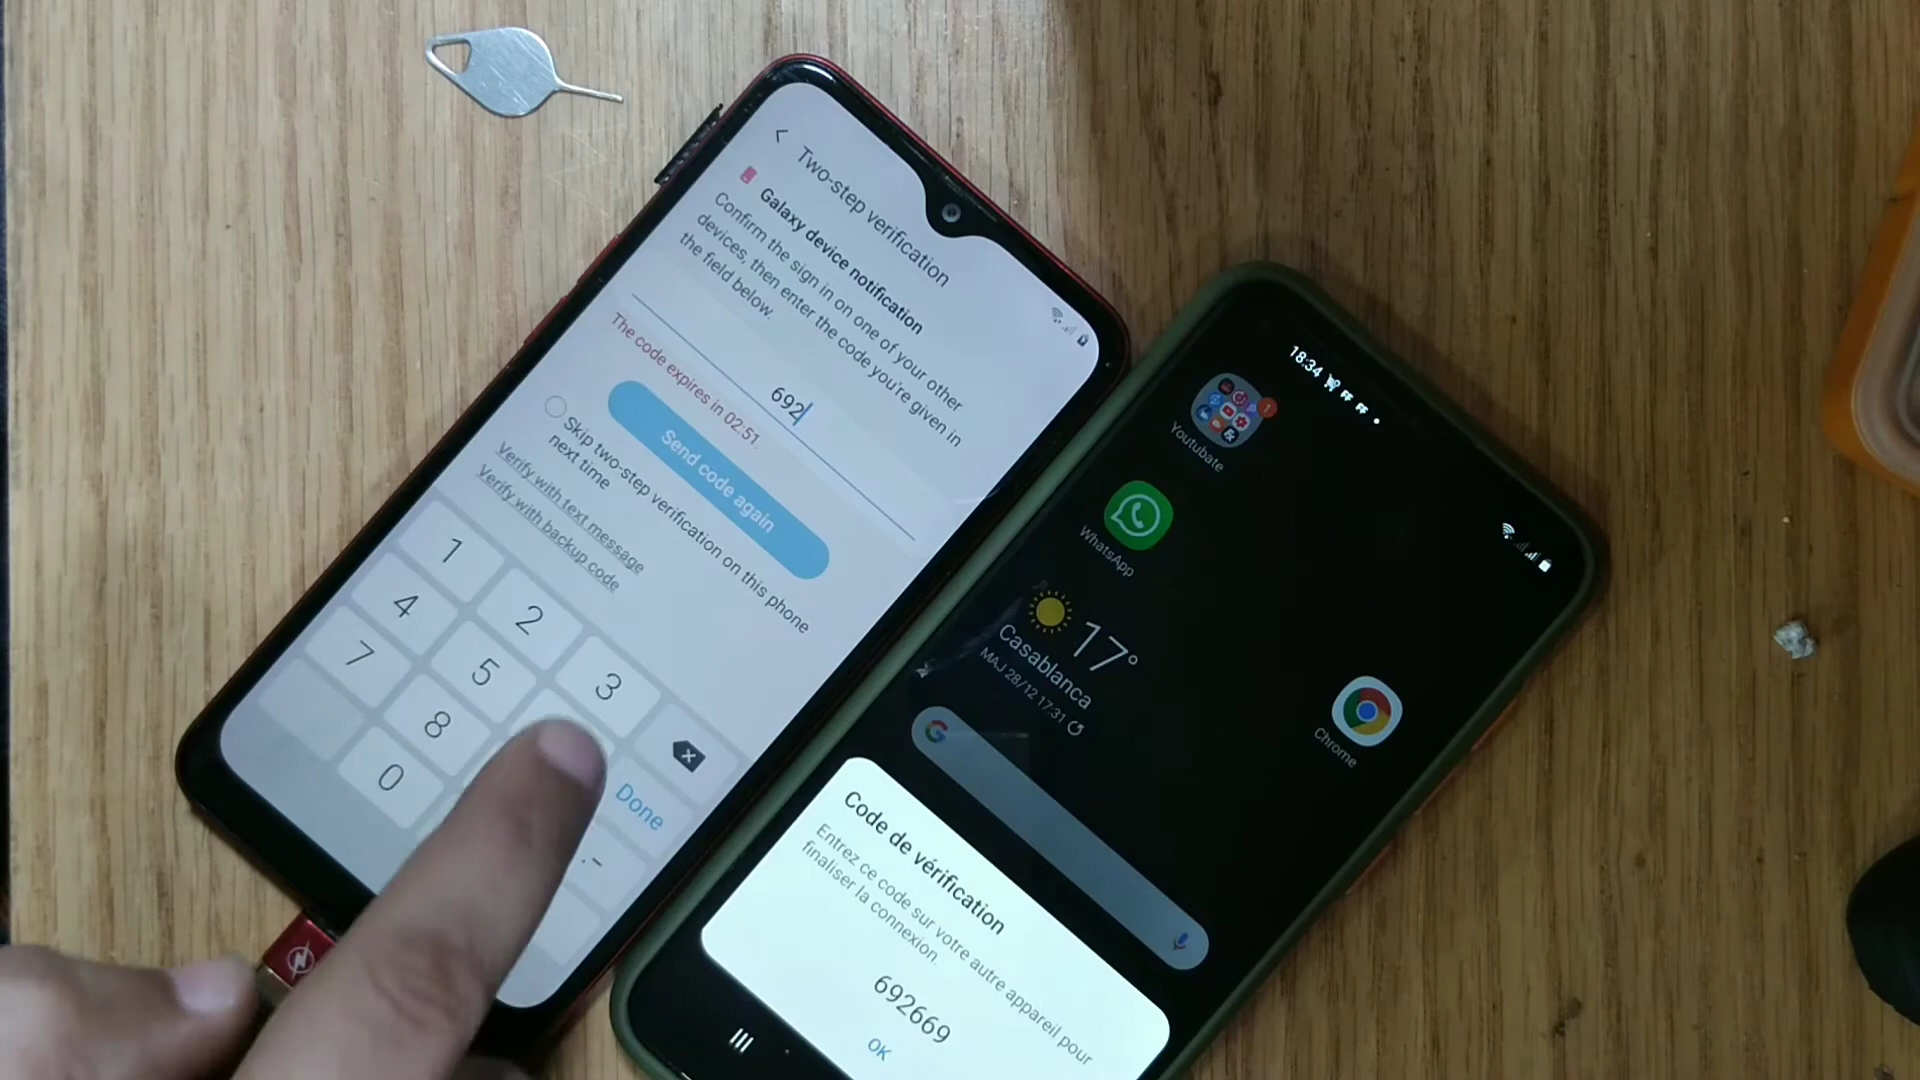 Two-step verification
Galaxy device notification
Confirm the sign in on one of your other
devices, then enter the code you're given in
the field below.
692
The code expires in 02:51.
Send code again
Skip two-step verification on this phone
next time
Verify with text message
Verify with backup code
1
2
3
4
5
7
8
0
Done
.-
18:34
1
Youtubate
WhatsApp
17°
Casablanca
MAJ 28/12 17:31
Chrome
G
Code de vérification
Entrez ce code sur votre autre appareil pour
finaliser la connexion.
692669
OK